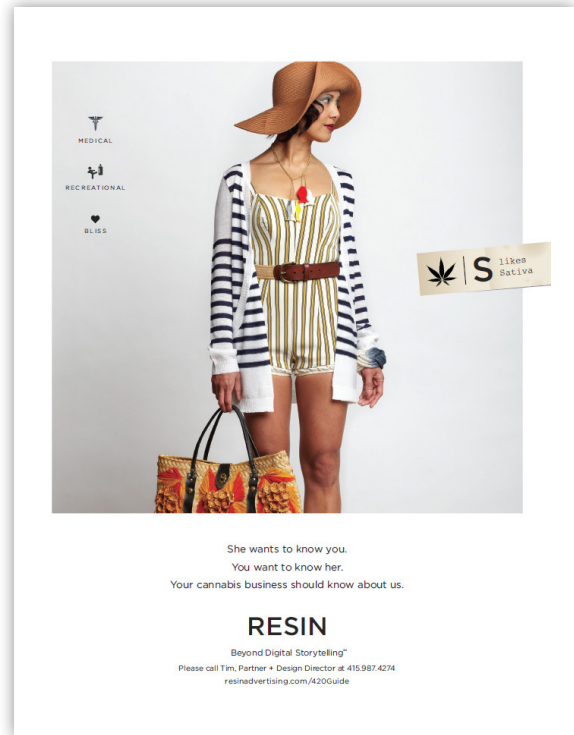 MEDICAL
RECREATIONAL
BLISS
S
likes
Sativa
She wants to know you.
You want to know her.
Your cannabis business should know about us.
RESIN
Beyond Digital Storytelling™
Please call Tim, Partner + Design Director at 415.987.4274
resinadvertising.com/420Guide